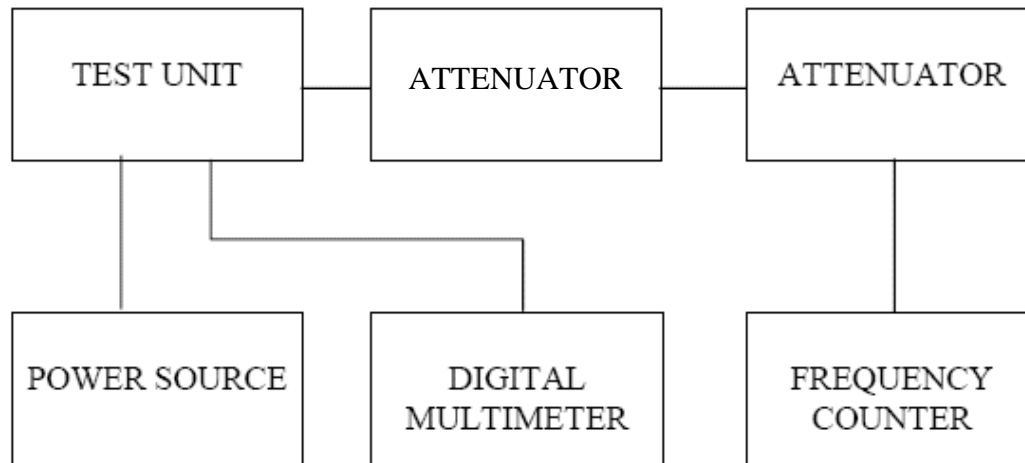 TEST UNIT
ATTENUATOR
ATTENUATOR
POWER SOURCE
DIGITAL
MULTIMETER
FREQUENCY
COUNTER